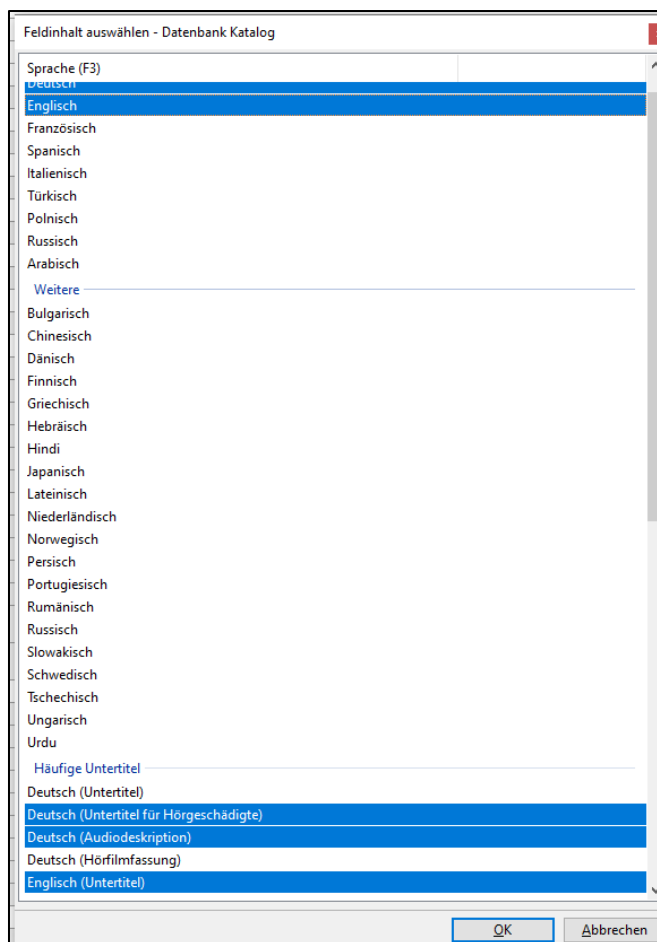 Feldinhalt auswählen - Datenbank Katalog
Sprache (F3)
Deutsch
Englisch
Französisch
Spanisch
Italienisch
Türkisch
Polnisch
Russisch
Arabisch
Weitere
Bulgarisch
Chinesisch
Dänisch
Finnisch
Griechisch
Hebräisch
Hindi
Japanisch
Lateinisch
Niederländisch
Norwegisch
Persisch
Portugiesisch
Rumänisch
Russisch
Slowakisch
Schwedisch
Tschechisch
Ungarisch
Urdu
Häufige Untertitel
Deutsch (Untertitel)
Deutsch (Untertitel für Hörgeschädigte)
Deutsch (Audiodeskription)
Deutsch (Hörfilmfassung)
Englisch (Untertitel)
OK Abbrechen